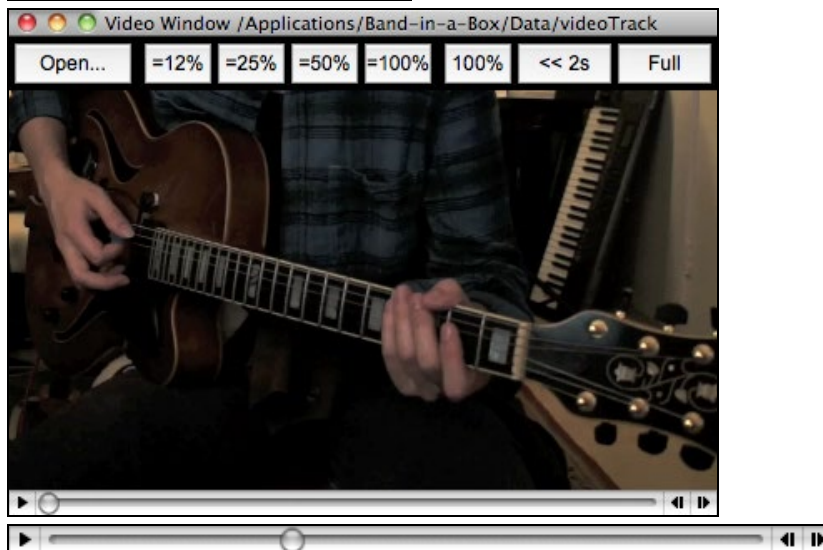 Video Window /Applications/Band-in-a-Box/Data/videoTrack
Open... =12% =25% =50% =100% 100% << 2s Full